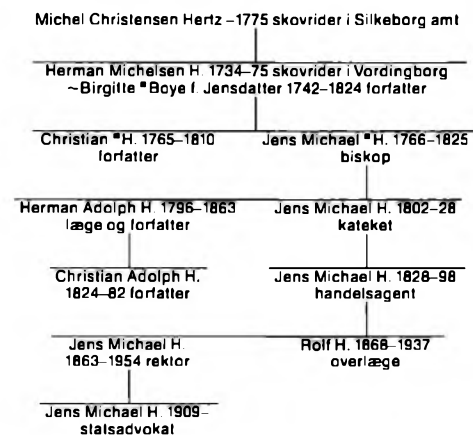 Michel Christensen Hertz –1775 skovrider i Silkeborg amt
Herman Michelsen H. 1734–75 skovrider i Vordingborg
~Birgitte *Boye f. Jensdatter 1742–1824 forfatter
Christian *H. 1765–1810
forfatter
Jens Michael *H. 1766–1825
biskop
Herman Adolph H. 1796–1863
læge og forfatter
Jens Michael H. 1802–28
kateket
Christian Adolph H.
1824–82 forfatter
Jens Michael H. 1828–98
handelsagent
Jens Michael H.
1863–1954 rektor
Rolf H. 1868–1937
overlæge
Jens Michael H. 1909–
statsadvokat